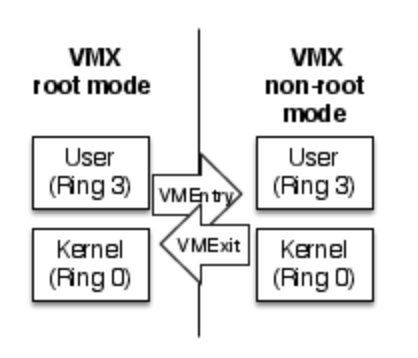 VMX
root mode
VMX
non-root
mode
User
(Ring 3)
VMEntry
User
(Ring 3)
Kernel
(Ring 0)
VMExit
Kernel
(Ring 0)